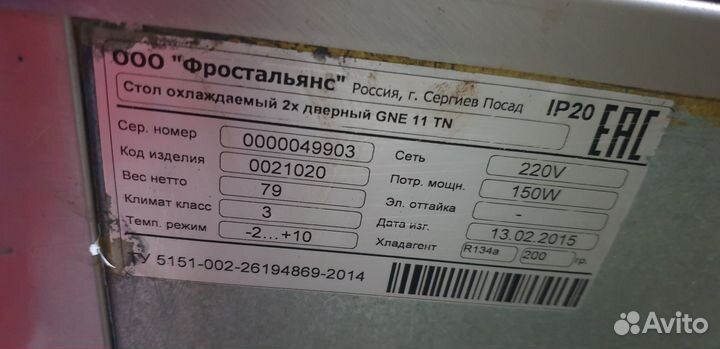 ООО "Фростальянс" Россия, г. Сергиев Посад
Стол охлаждаемый 2х дверный GNE 11 TN
IP20 EAC
Сер. номер 0000049903 Сеть 220V
Код изделия 0021020 Потр. мощн. 150W
Вес нетто 79 Эл. оттайка -
Климат класс 3 Дата изг. 13.02.2015
Темп. режим -2...+10 Хладагент R134a 200 гр.
ТУ 5151-002-26194869-2014
Avito